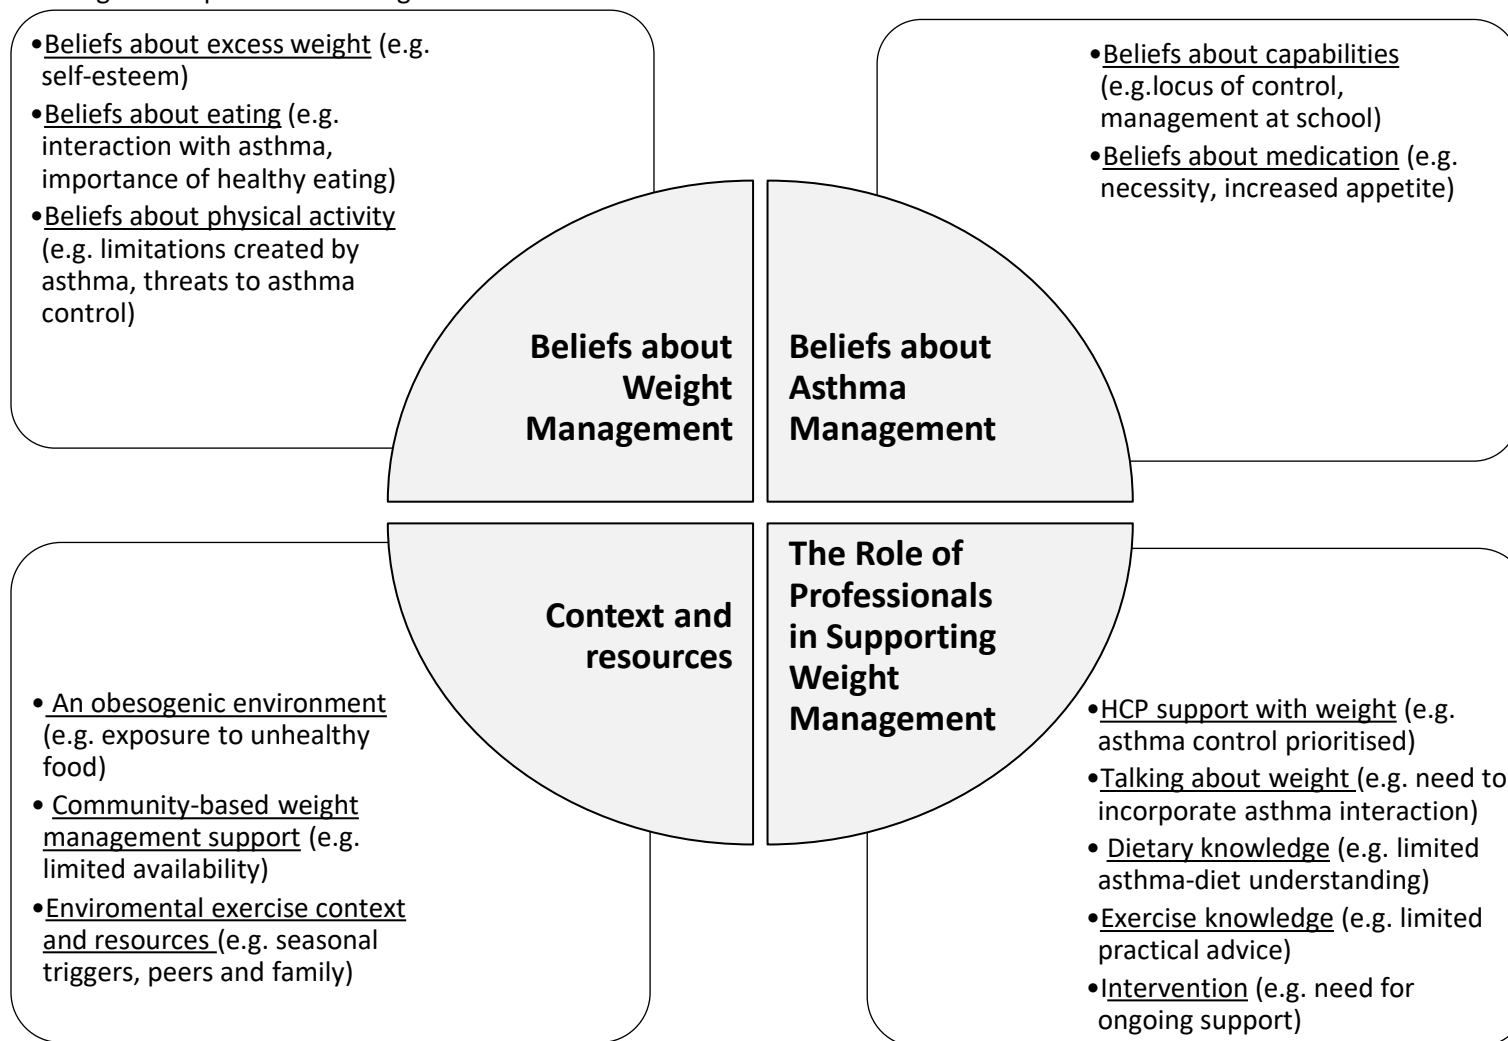 •Beliefs about excess weight (e.g.
self-esteem)
•Beliefs about eating (e.g.
interaction with asthma,
importance of healthy eating)
•Beliefs about physical activity
(e.g. limitations created by
asthma, threats to asthma
control)
•Beliefs about capabilities
(e.g.locus of control,
management at school)
•Beliefs about medication (e.g.
necessity, increased appetite)
Beliefs about
Weight
Management
Beliefs about
Asthma
Management
Context and
resources
The Role of
Professionals
in Supporting
Weight
Management
• An obesogenic environment
(e.g. exposure to unhealthy
food)
• Community-based weight
management support (e.g.
limited availability)
•Enviromental exercise context
and resources (e.g. seasonal
triggers, peers and family)
•HCP support with weight (e.g.
asthma control prioritised)
•Talking about weight (e.g. need to
incorporate asthma interaction)
• Dietary knowledge (e.g. limited
asthma-diet understanding)
•Exercise knowledge (e.g. limited
practical advice)
•Intervention (e.g. need for
ongoing support)